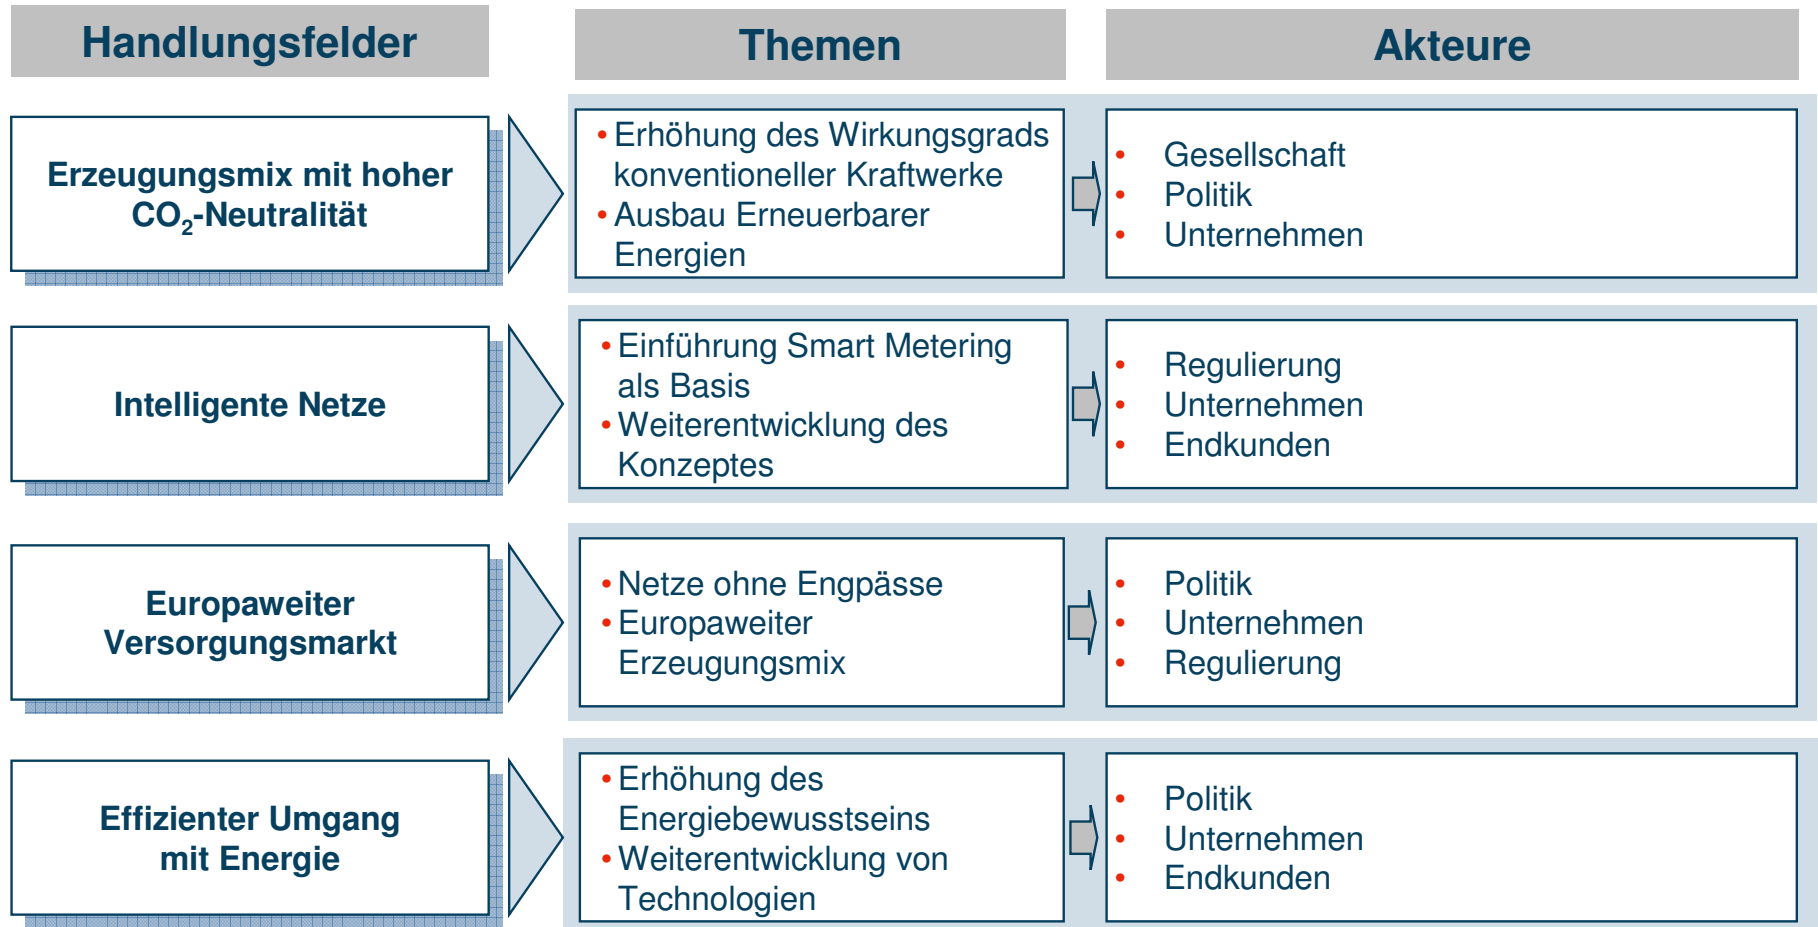 Handlungsfelder
Themen
Akteure
Erzeugungsmix mit hoher
CO₂-Neutralität
• Erhöhung des Wirkungsgrads
konventioneller Kraftwerke
• Ausbau Erneuerbarer
Energien
• Gesellschaft
• Politik
• Unternehmen
Intelligente Netze
• Einführung Smart Metering
als Basis
• Weiterentwicklung des
Konzeptes
• Regulierung
• Unternehmen
• Endkunden
Europaweiter
Versorgungsmarkt
• Netze ohne Engpässe
• Europaweiter
Erzeugungsmix
• Politik
• Unternehmen
• Regulierung
Effizienter Umgang
mit Energie
• Erhöhung des
Energiebewusstseins
• Weiterentwicklung von
Technologien
• Politik
• Unternehmen
• Endkunden